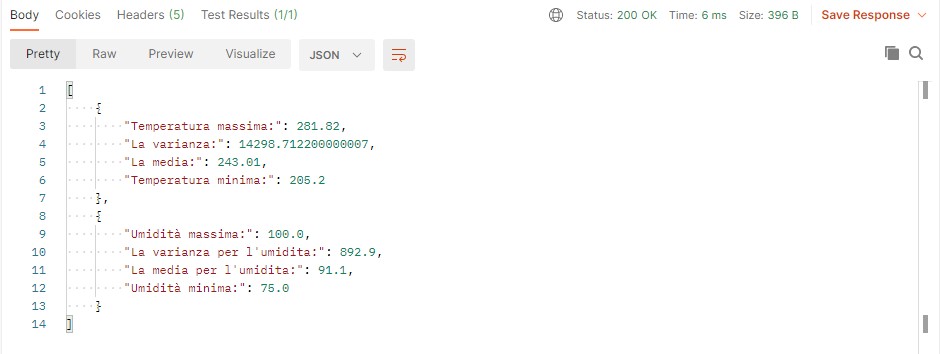 Body Cookies Headers (5) Test Results (1/1) Status: 200 OK Time: 6 ms Size: 396 B Save Response
Pretty Raw Preview Visualize JSON
1 [
2 {
3 "Temperatura massima:": 281.82,
4 "La varianza:": 14298.712200000007,
5 "La media:": 243.01,
6 "Temperatura minima:": 205.2
7 },
8 {
9 "Umidità massima:": 100.0,
10 "La varianza per l'umidita:": 892.9,
11 "La media per l'umidita:": 91.1,
12 "Umidità minima:": 75.0
13 }
14 ]